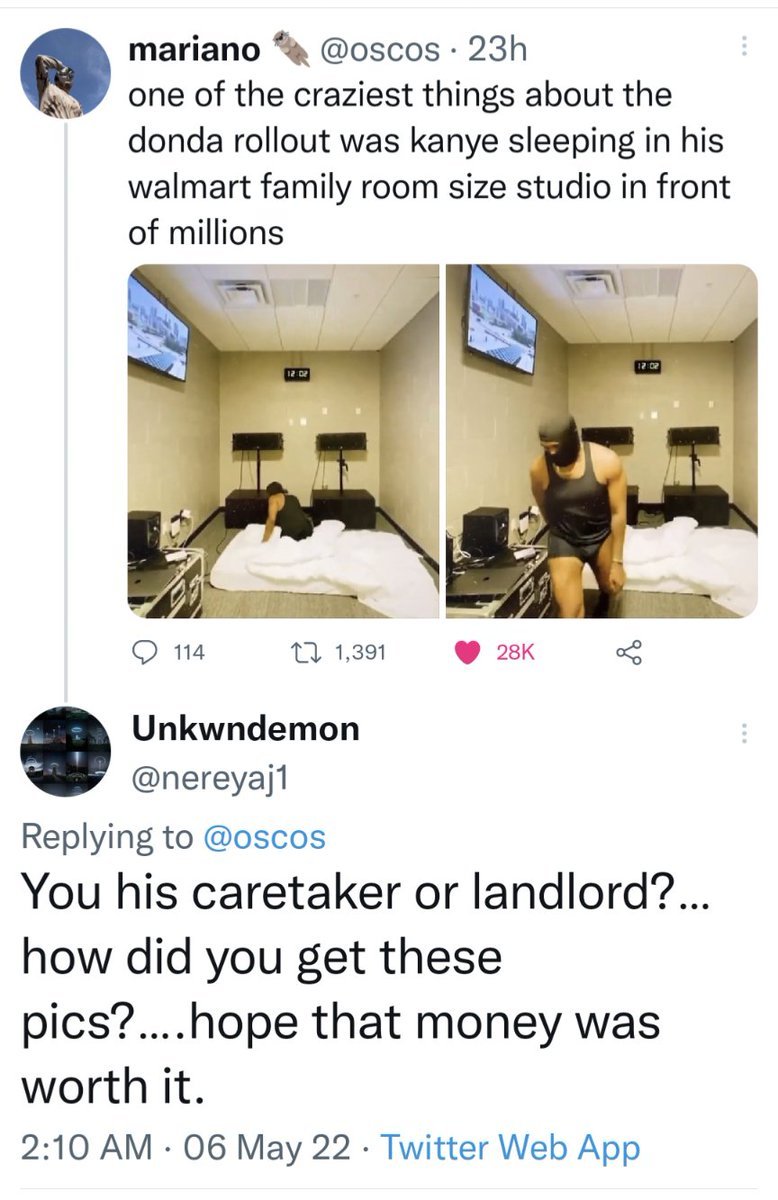 mariano @oscos · 23h
one of the craziest things about the
donda rollout was kanye sleeping in his
walmart family room size studio in front
of millions
12:02
12:02
114 1,391 28K
Unkwndemon
@nereyaj1
Replying to @oscos
You his caretaker or landlord?...
how did you get these
pics?....hope that money was
worth it.
2:10 AM · 06 May 22 · Twitter Web App